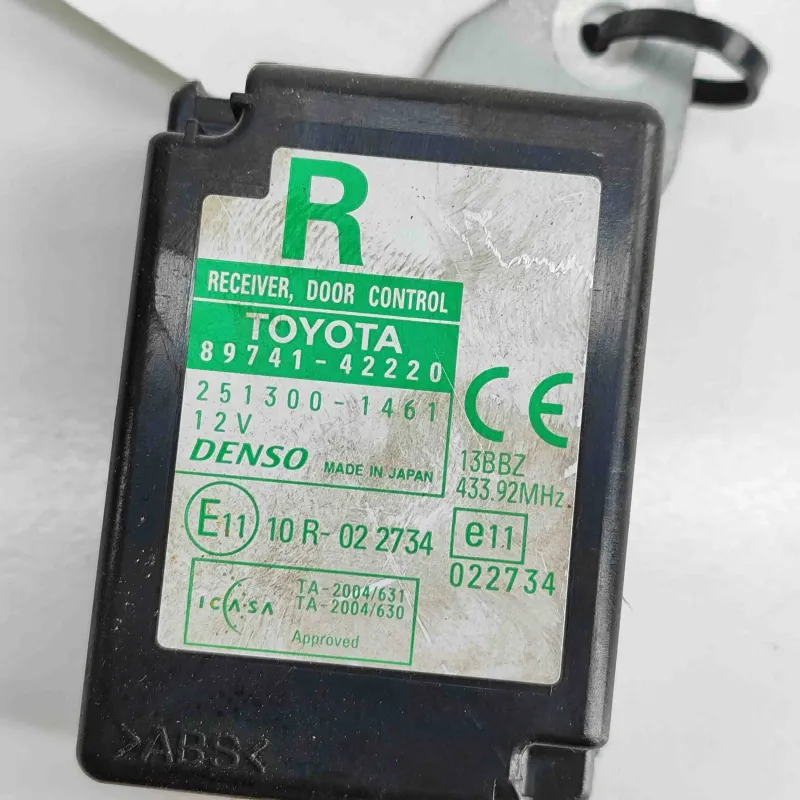 R
RECEIVER, DOOR CONTROL
TOYOTA
89741-42220
251300-1461
12V
DENSO MADE IN JAPAN
CE
13BBZ
433.92MHz
E11 10 R-02 2734
e11
022734
ICASA
TA-2004/631
TA-2004/630
Approved
>ABS<